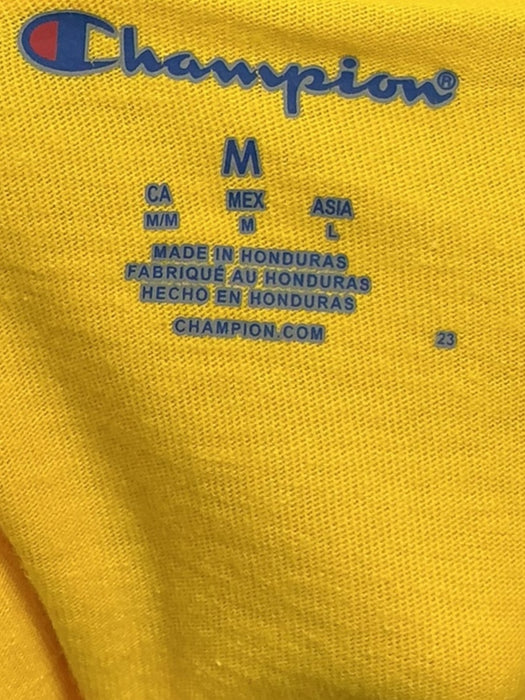 Champion®
M
CA MEX ASIA
M/M M L
MADE IN HONDURAS
FABRIQUÉ AU HONDURAS
HECHO EN HONDURAS
CHAMPION.COM 23